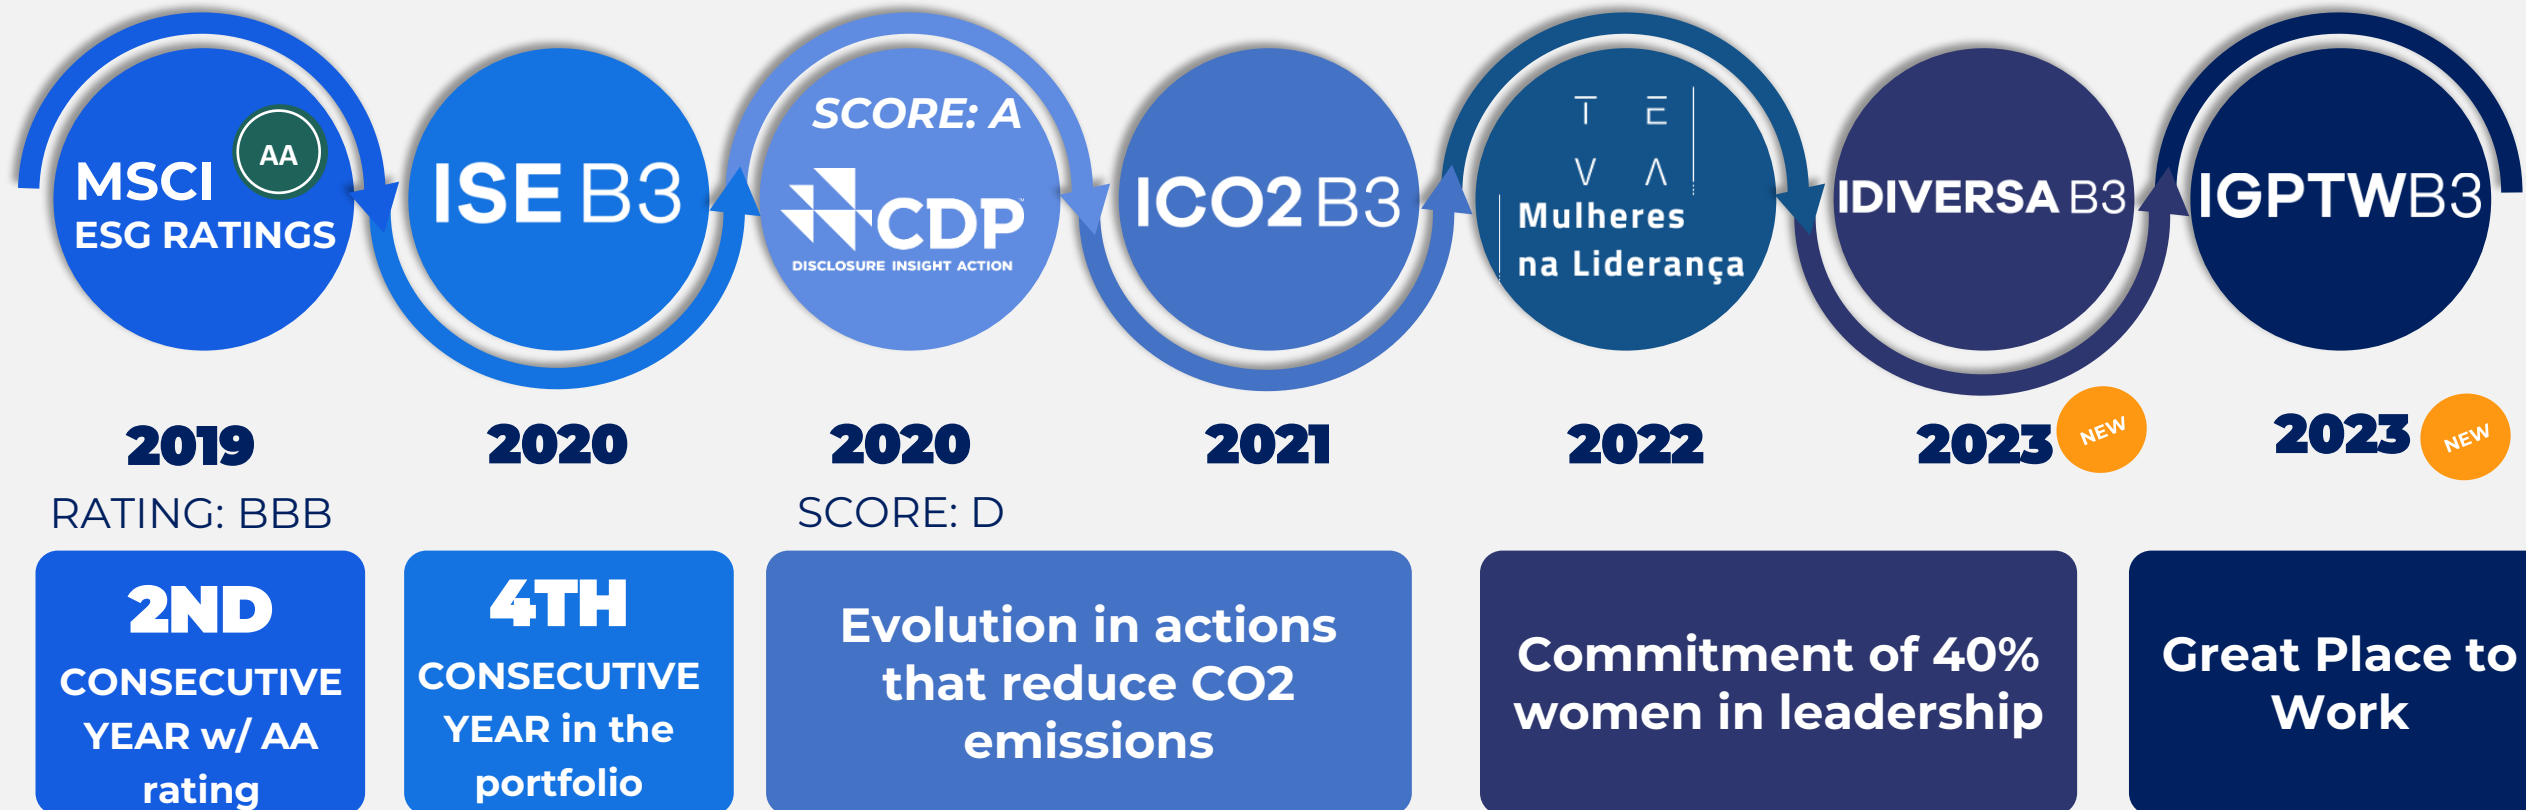 MSCI
AA
ESG RATINGS
ISE B3
SCORE: A
CDP
DISCLOSURE INSIGHT ACTION
ICO2 B3
T E
V A
Mulheres
na Liderança
IDIVERSA B3
IGPTWB3
2019
2020
2020
2021
2022
2023
NEW
2023
NEW
RATING: BBB
SCORE: D
2ND
CONSECUTIVE
YEAR w/ AA
rating
4TH
CONSECUTIVE
YEAR in the
portfolio
Evolution in actions
that reduce CO2
emissions
Commitment of 40%
women in leadership
Great Place to
Work